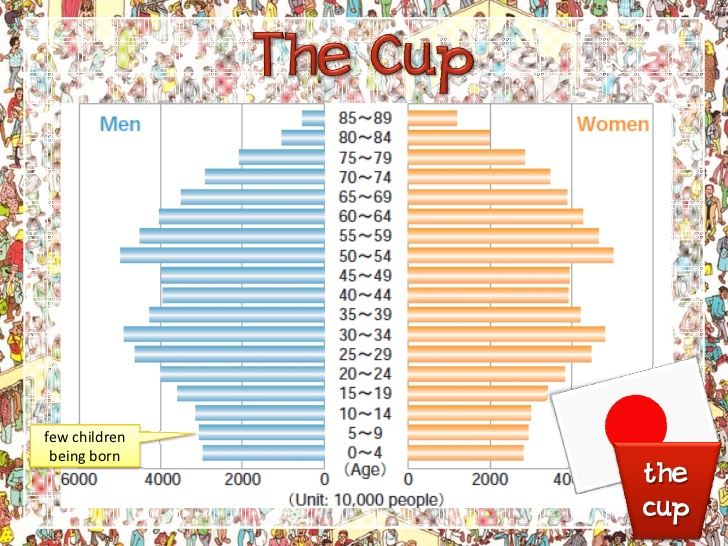 The Cup
Men
Women
85~89
80~84
75~79
70~74
65~69
60~64
55~59
50~54
45~49
40~44
35~39
30~34
25~29
20~24
15~19
10~14
5~9
0~4
few children
being born
6000 4000 2000 0 (Age) 0 2000
(Unit: 10,000 people)
the
cup